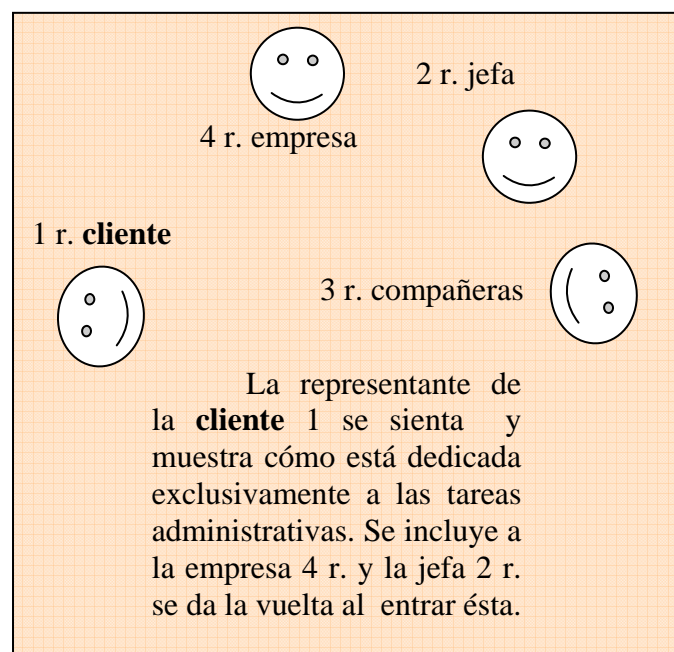 2 r. jefa
4 r. empresa
1 r. cliente
3 r. compañeras
La representante de
la cliente 1 se sienta y
muestra cómo está dedicada
exclusivamente a las tareas
administrativas. Se incluye a
la empresa 4 r. y la jefa 2 r.
se da la vuelta al entrar ésta.